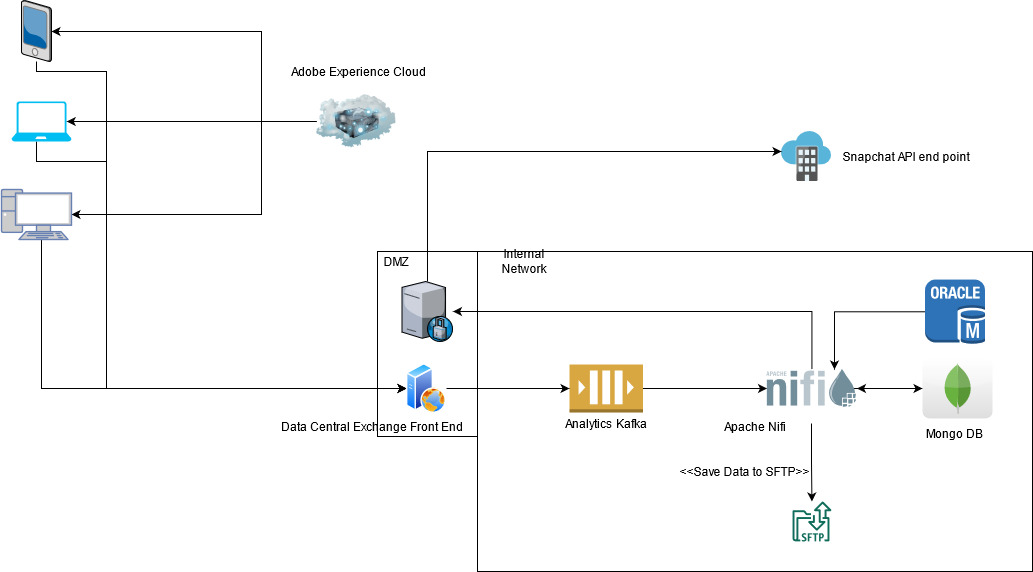 Adobe Experience Cloud
Snapchat API end point
DMZ
Internal
Network
ORACLE
M
APACHE
nifi
Data Central Exchange Front End
Analytics Kafka
Apache Nifi
Mongo DB
<<Save Data to SFTP>>
SFTP